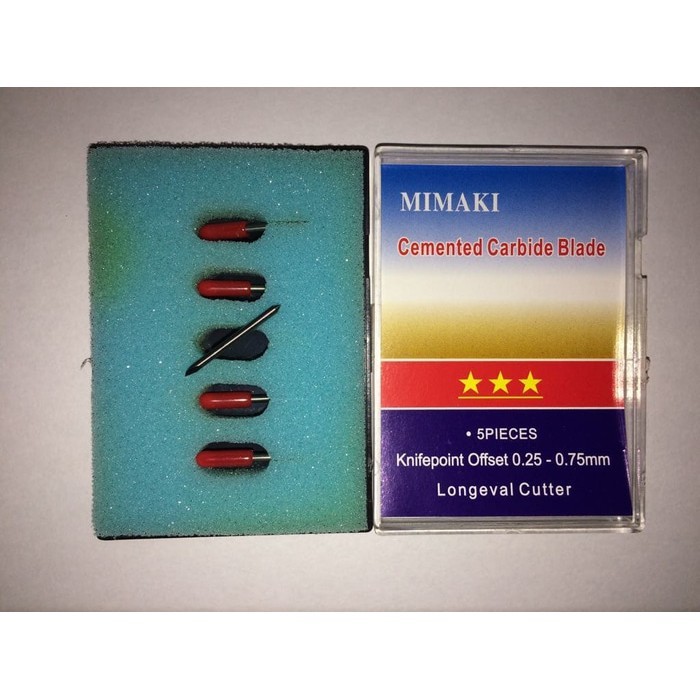 MIMAKI
Cemented Carbide Blade
★★★
• 5PIECES
Knifepoint Offset 0.25 - 0.75mm
Longeval Cutter